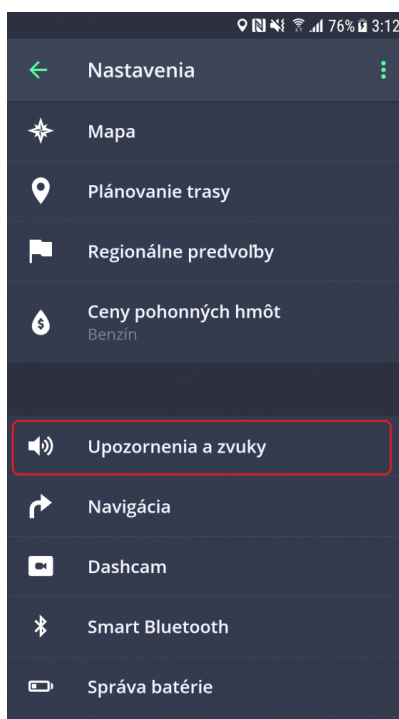 76% 3:12
Nastavenia
Mapa
Plánovanie trasy
Regionálne predvoľby
Ceny pohonných hmôt
Benzín
Upozornenia a zvuky
Navigácia
Dashcam
Smart Bluetooth
Správa batérie